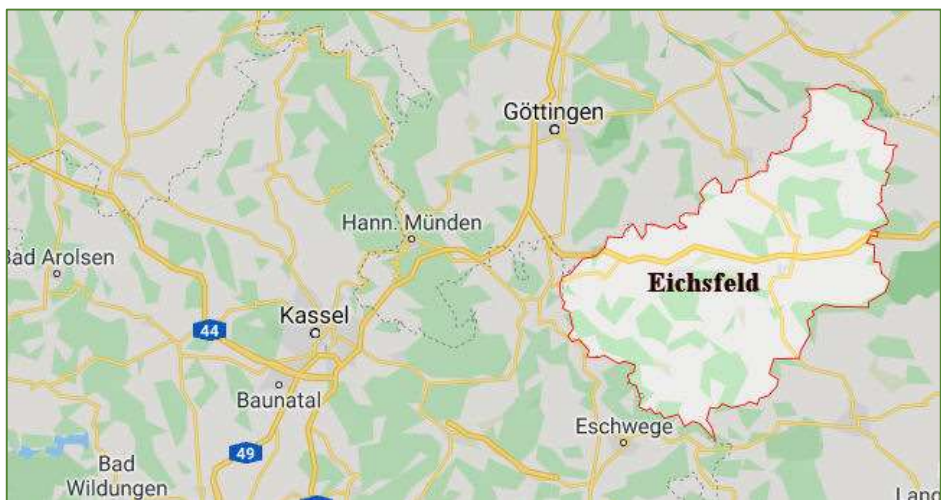 Göttingen
Hann. Münden
Bad Arolsen
Eichsfeld
Kassel
44
Baunatal
Eschwege
49
Bad
Wildungen